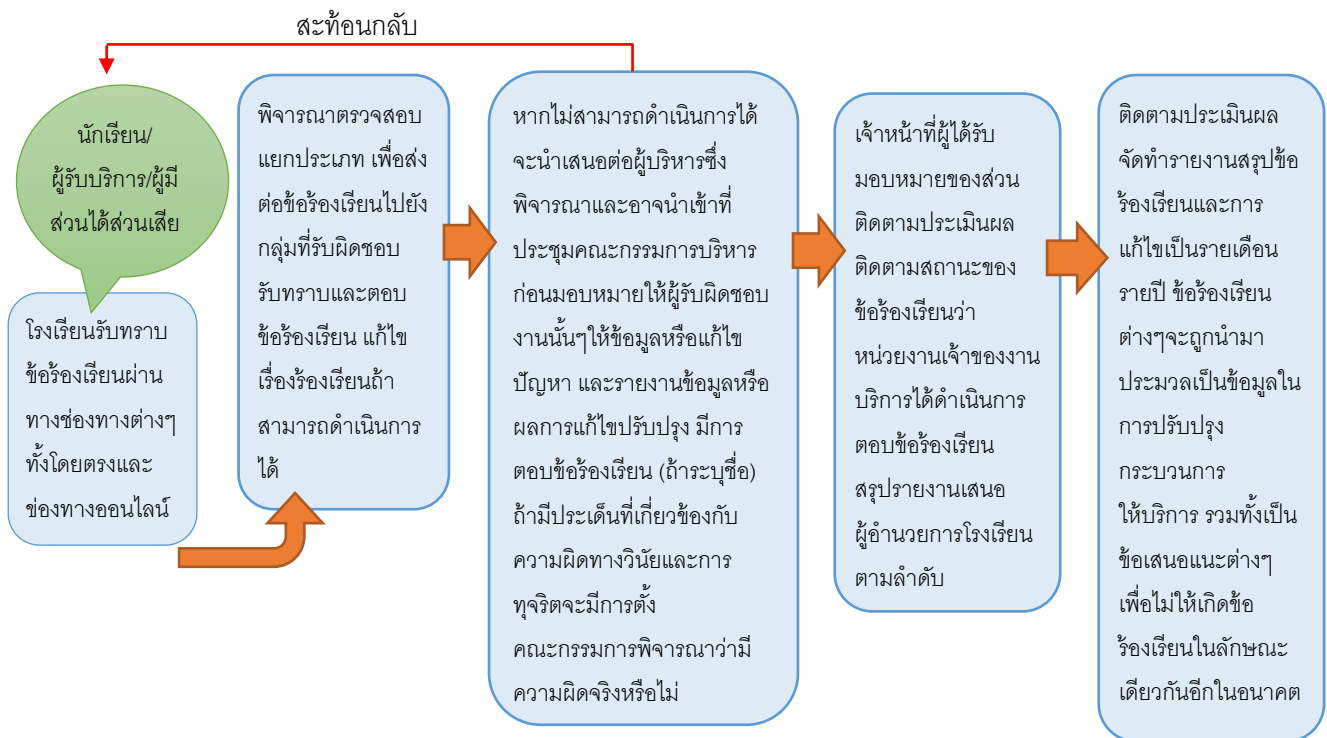 สะท้อนกลับ
นักเรียน/
ผู้รับบริการ/ผู้มี
ส่วนได้ส่วนเสีย
โรงเรียนรับทราบ
ข้อร้องเรียนผ่าน
ทางช่องทางต่างๆ
ทั้งโดยตรงและ
ช่องทางออนไลน์
พิจารณาตรวจสอบ
แยกประเภท เพื่อส่ง
ต่อข้อร้องเรียนไปยัง
กลุ่มที่รับผิดชอบ
รับทราบและตอบ
ข้อร้องเรียน แก้ไข
เรื่องร้องเรียนถ้า
สามารถดำเนินการ
ได้
หากไม่สามารถดำเนินการได้
จะนำเสนอต่อผู้บริหารซึ่ง
พิจารณาและอาจนำเข้าที่
ประชุมคณะกรรมการบริหาร
ก่อนมอบหมายให้ผู้รับผิดชอบ
งานนั้นๆให้ข้อมูลหรือแก้ไข
ปัญหา และรายงานข้อมูลหรือ
ผลการแก้ไขปรับปรุง มีการ
ตอบข้อร้องเรียน (ถ้าระบุชื่อ)
ถ้ามีประเด็นที่เกี่ยวข้องกับ
ความผิดทางวินัยและการ
ทุจริตจะมีการตั้ง
คณะกรรมการพิจารณาว่ามี
ความผิดจริงหรือไม่
เจ้าหน้าที่ผู้ได้รับ
มอบหมายของส่วน
ติดตามประเมินผล
ติดตามสถานะของ
ข้อร้องเรียนว่า
หน่วยงานเจ้าของงาน
บริการได้ดำเนินการ
ตอบข้อร้องเรียน
สรุปรายงานเสนอ
ผู้อำนวยการโรงเรียน
ตามลำดับ
ติดตามประเมินผล
จัดทำรายงานสรุปข้อ
ร้องเรียนและการ
แก้ไขเป็นรายเดือน
รายปี ข้อร้องเรียน
ต่างๆจะถูกนำมา
ประมวลเป็นข้อมูลใน
การปรับปรุง
กระบวนการ
ให้บริการ รวมทั้งเป็น
ข้อเสนอแนะต่างๆ
เพื่อไม่ให้เกิดข้อ
ร้องเรียนในลักษณะ
เดียวกันอีกในอนาคต